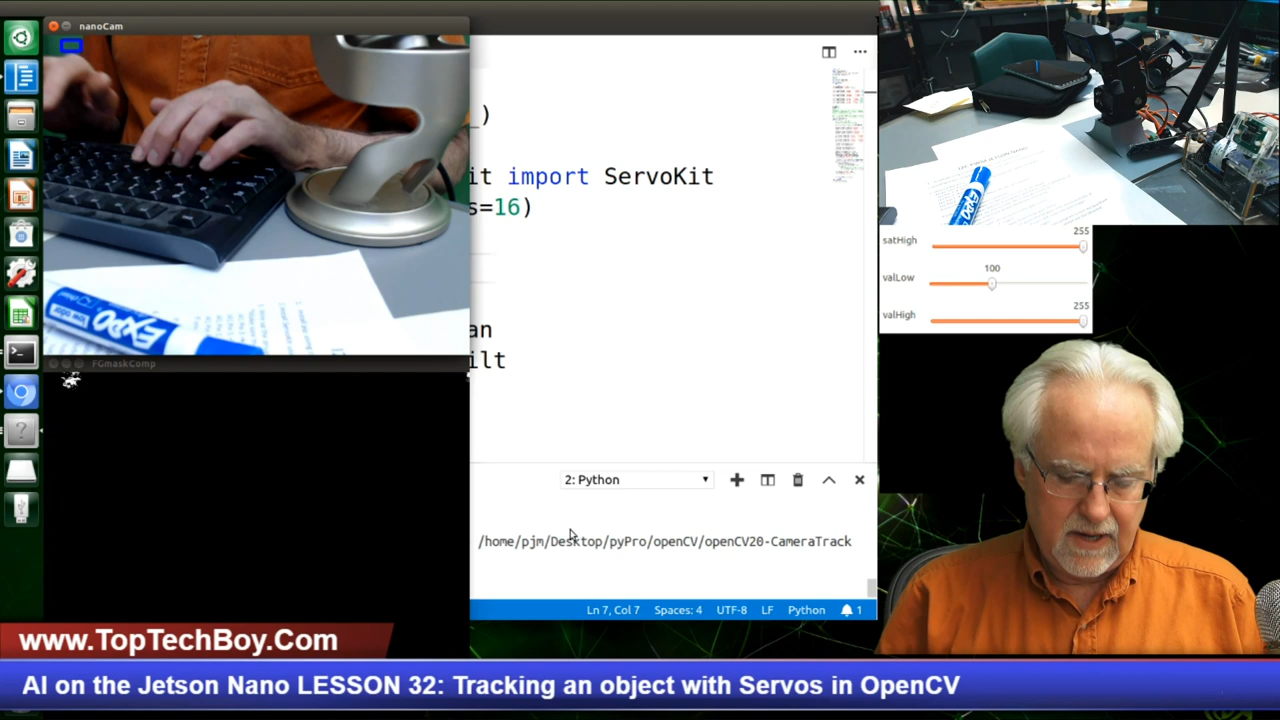 nanoCam
_)
it import ServoKit
s=16)
an
ilt
FGmaskComp
2: Python
/home/pjm/Desktop/pyPro/openCV/openCV20-CameraTrack
Ln 7, Col 7 Spaces: 4 UTF-8 LF Python 1
satHigh 255
valLow 100
valHigh 255
EXPO
EXPO
www.TopTechBoy.Com
AI on the Jetson Nano LESSON 32: Tracking an object with Servos in OpenCV